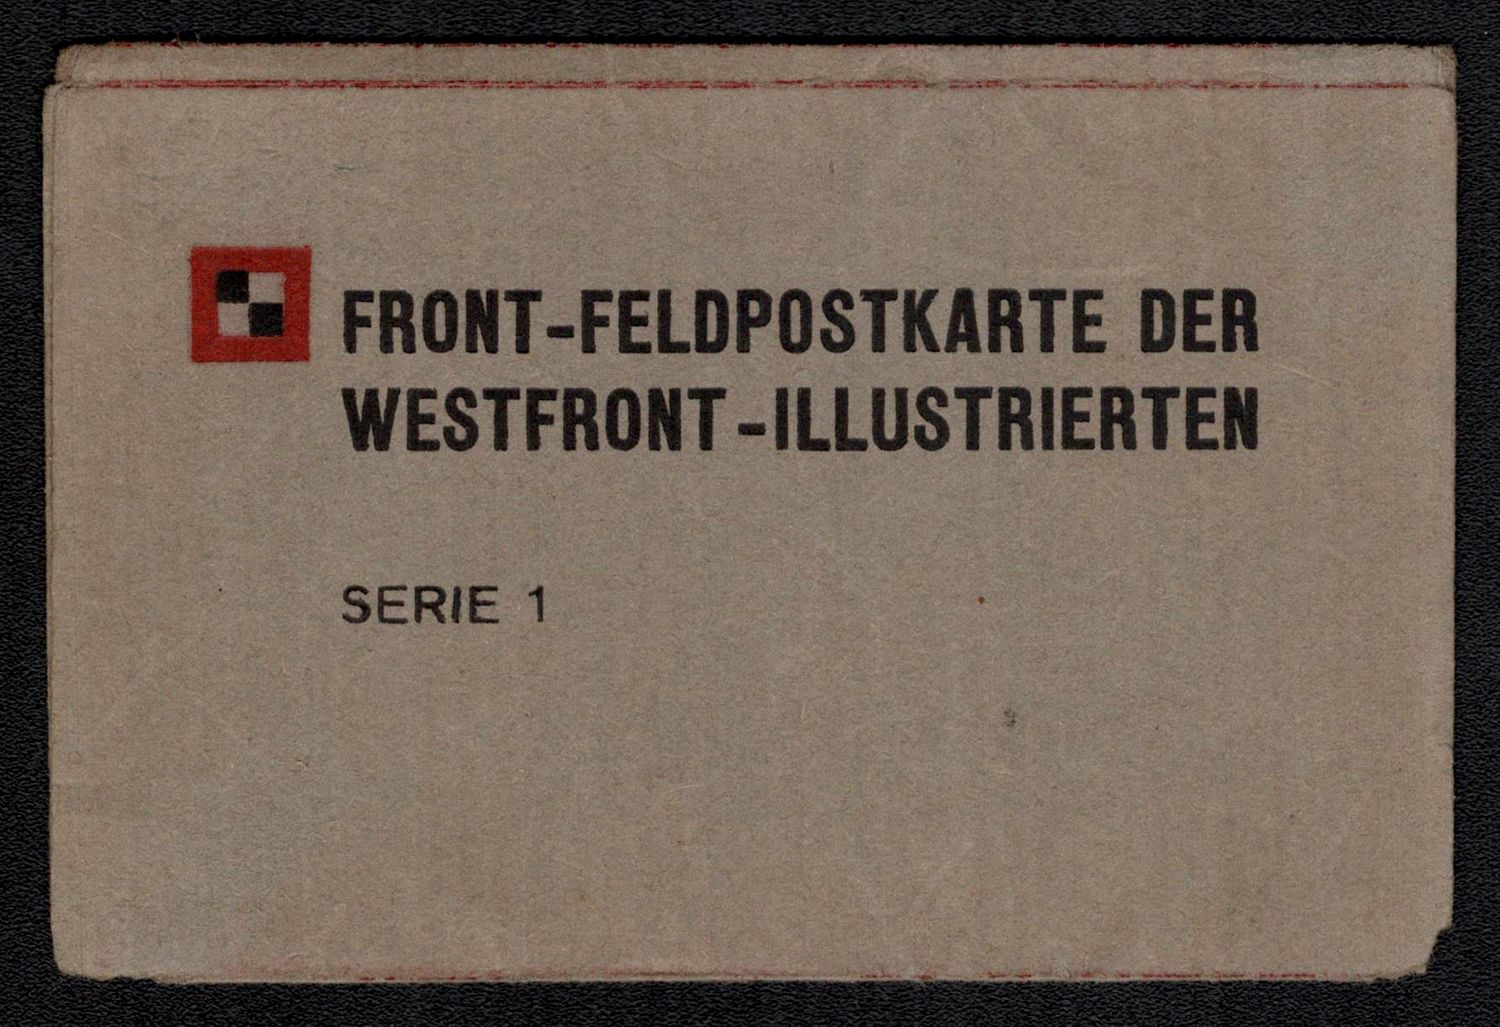 FRONT-FELDPOSTKARTE DER
WESTFRONT-ILLUSTRIERTEN
SERIE 1